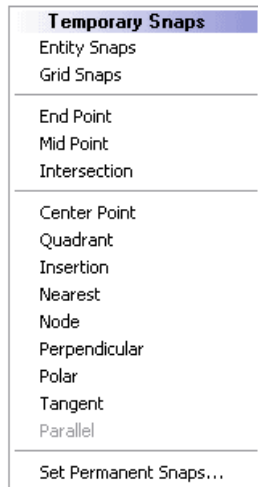 Temporary Snaps
Entity Snaps
Grid Snaps
End Point
Mid Point
Intersection
Center Point
Quadrant
Insertion
Nearest
Node
Perpendicular
Polar
Tangent
Parallel
Set Permanent Snaps...